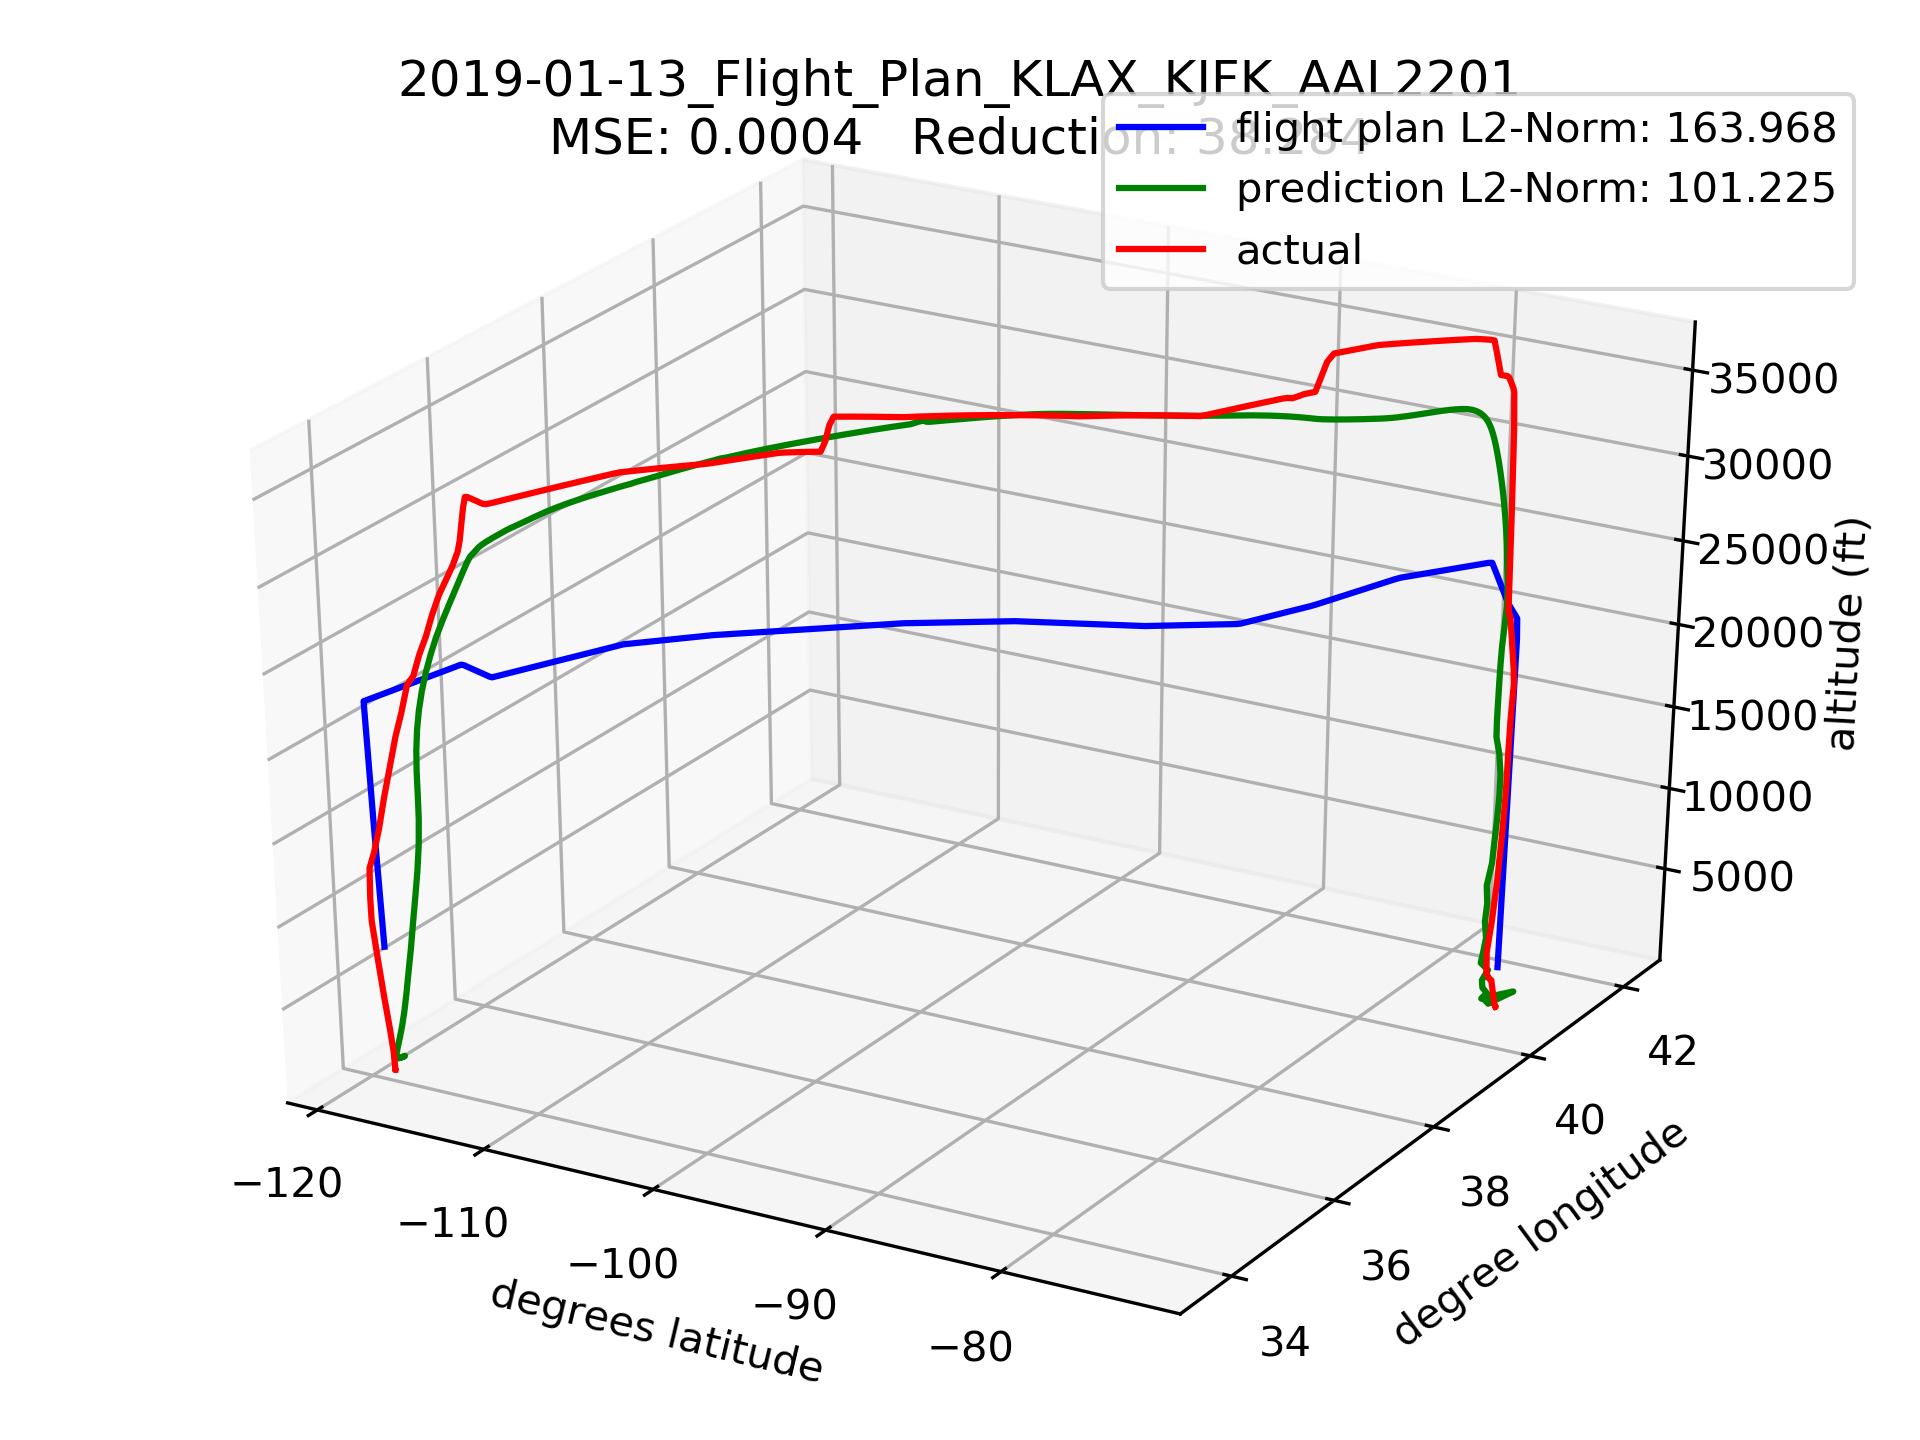 2019-01-13_Flight_Plan_KLAX_KJFK_AAL2201
MSE: 0.0004   Reduction: 38.284
flight plan L2-Norm: 163.968
prediction L2-Norm: 101.225
actual
35000
30000
25000
20000
15000
10000
5000
altitude (ft)
42
40
38
36
34
degree longitude
−120
−110
−100
−90
−80
degrees latitude